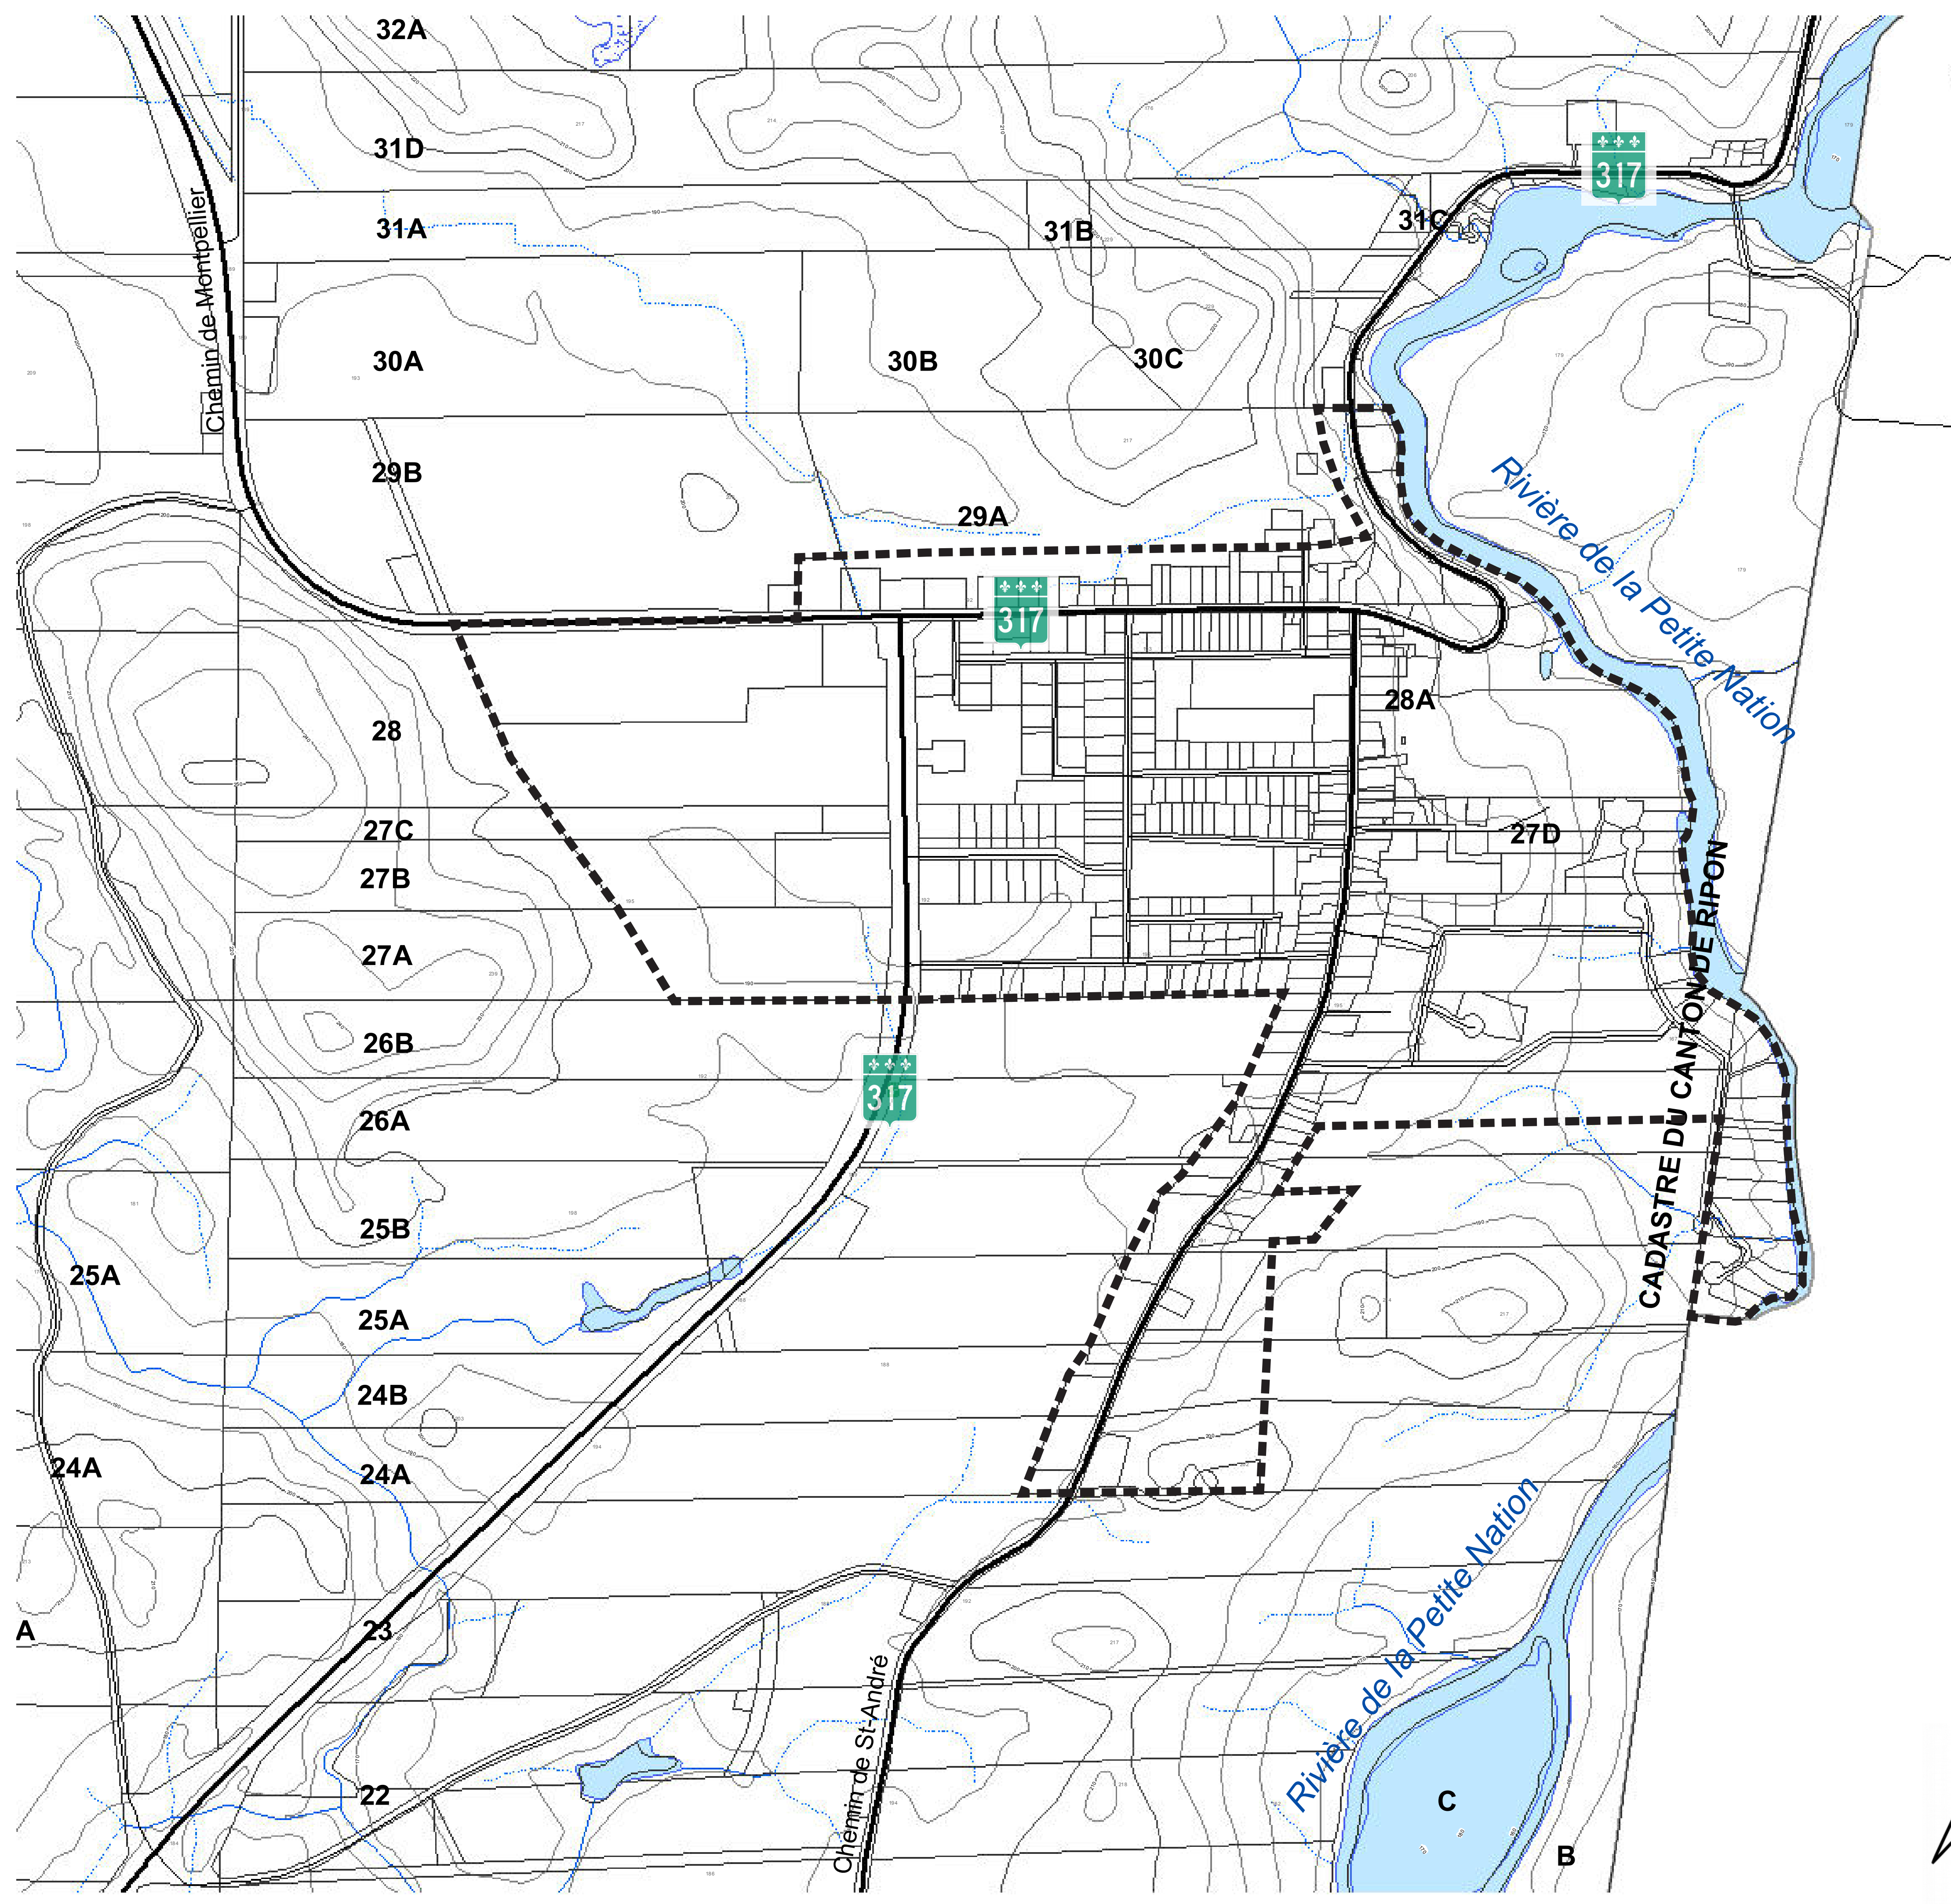 32A
31D
317
31A
31B
31C
Chemin de Montpellier
30A
30B
30C
29B
29A
Rivière de la Petite Nation
317
28
28A
27C
27D
27B
27A
CADASTRE DU CANTON DE RIPON
26B
317
26A
25B
25A
25A
24B
24A
24A
Rivière de la Petite Nation
A
23
Chemin de St-André
22
C
B